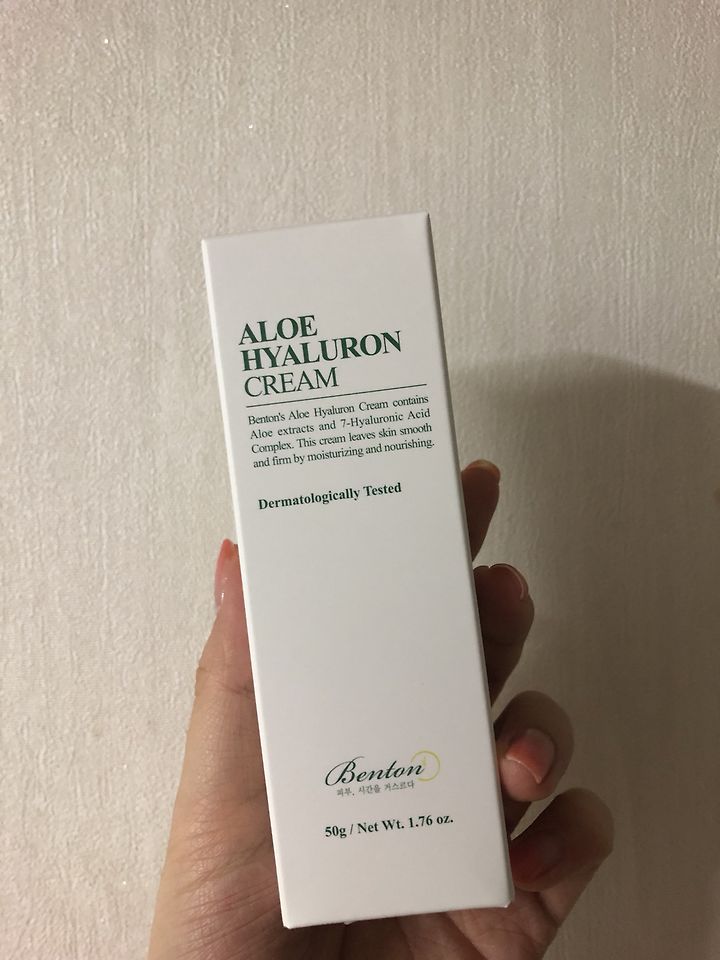 ALOE
HYALURON
CREAM
Benton's Aloe Hyaluron Cream contains
Aloe extracts and 7-Hyaluronic Acid
Complex. This cream leaves skin smooth
and firm by moisturizing and nourishing.
Dermatologically Tested
Benton
피부, 시간을 거스르다
50g / Net Wt. 1.76 oz.